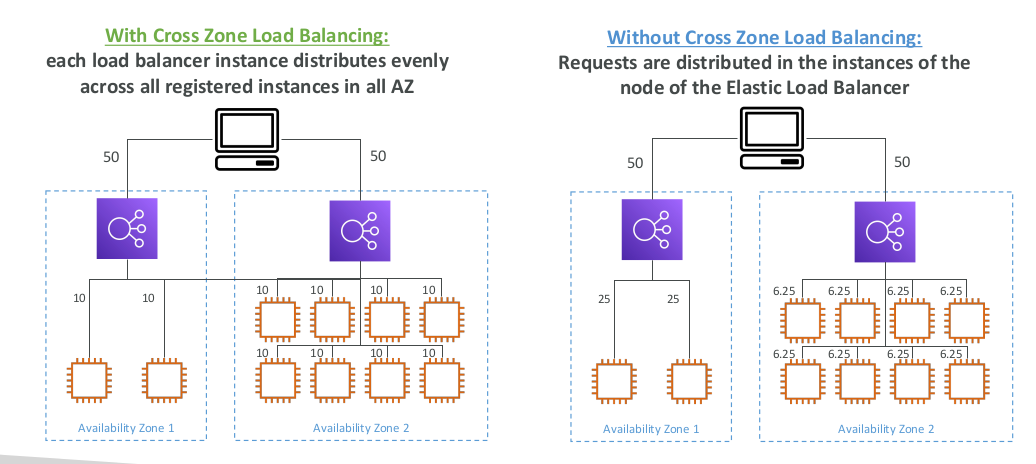 With Cross Zone Load Balancing:
each load balancer instance distributes evenly
across all registered instances in all AZ
50
50
10
10
10
10
10
10
10
10
10
10
Availability Zone 1
Availability Zone 2
Without Cross Zone Load Balancing:
Requests are distributed in the instances of the
node of the Elastic Load Balancer
50
50
25
25
6.25
6.25
6.25
6.25
6.25
6.25
6.25
6.25
Availability Zone 1
Availability Zone 2